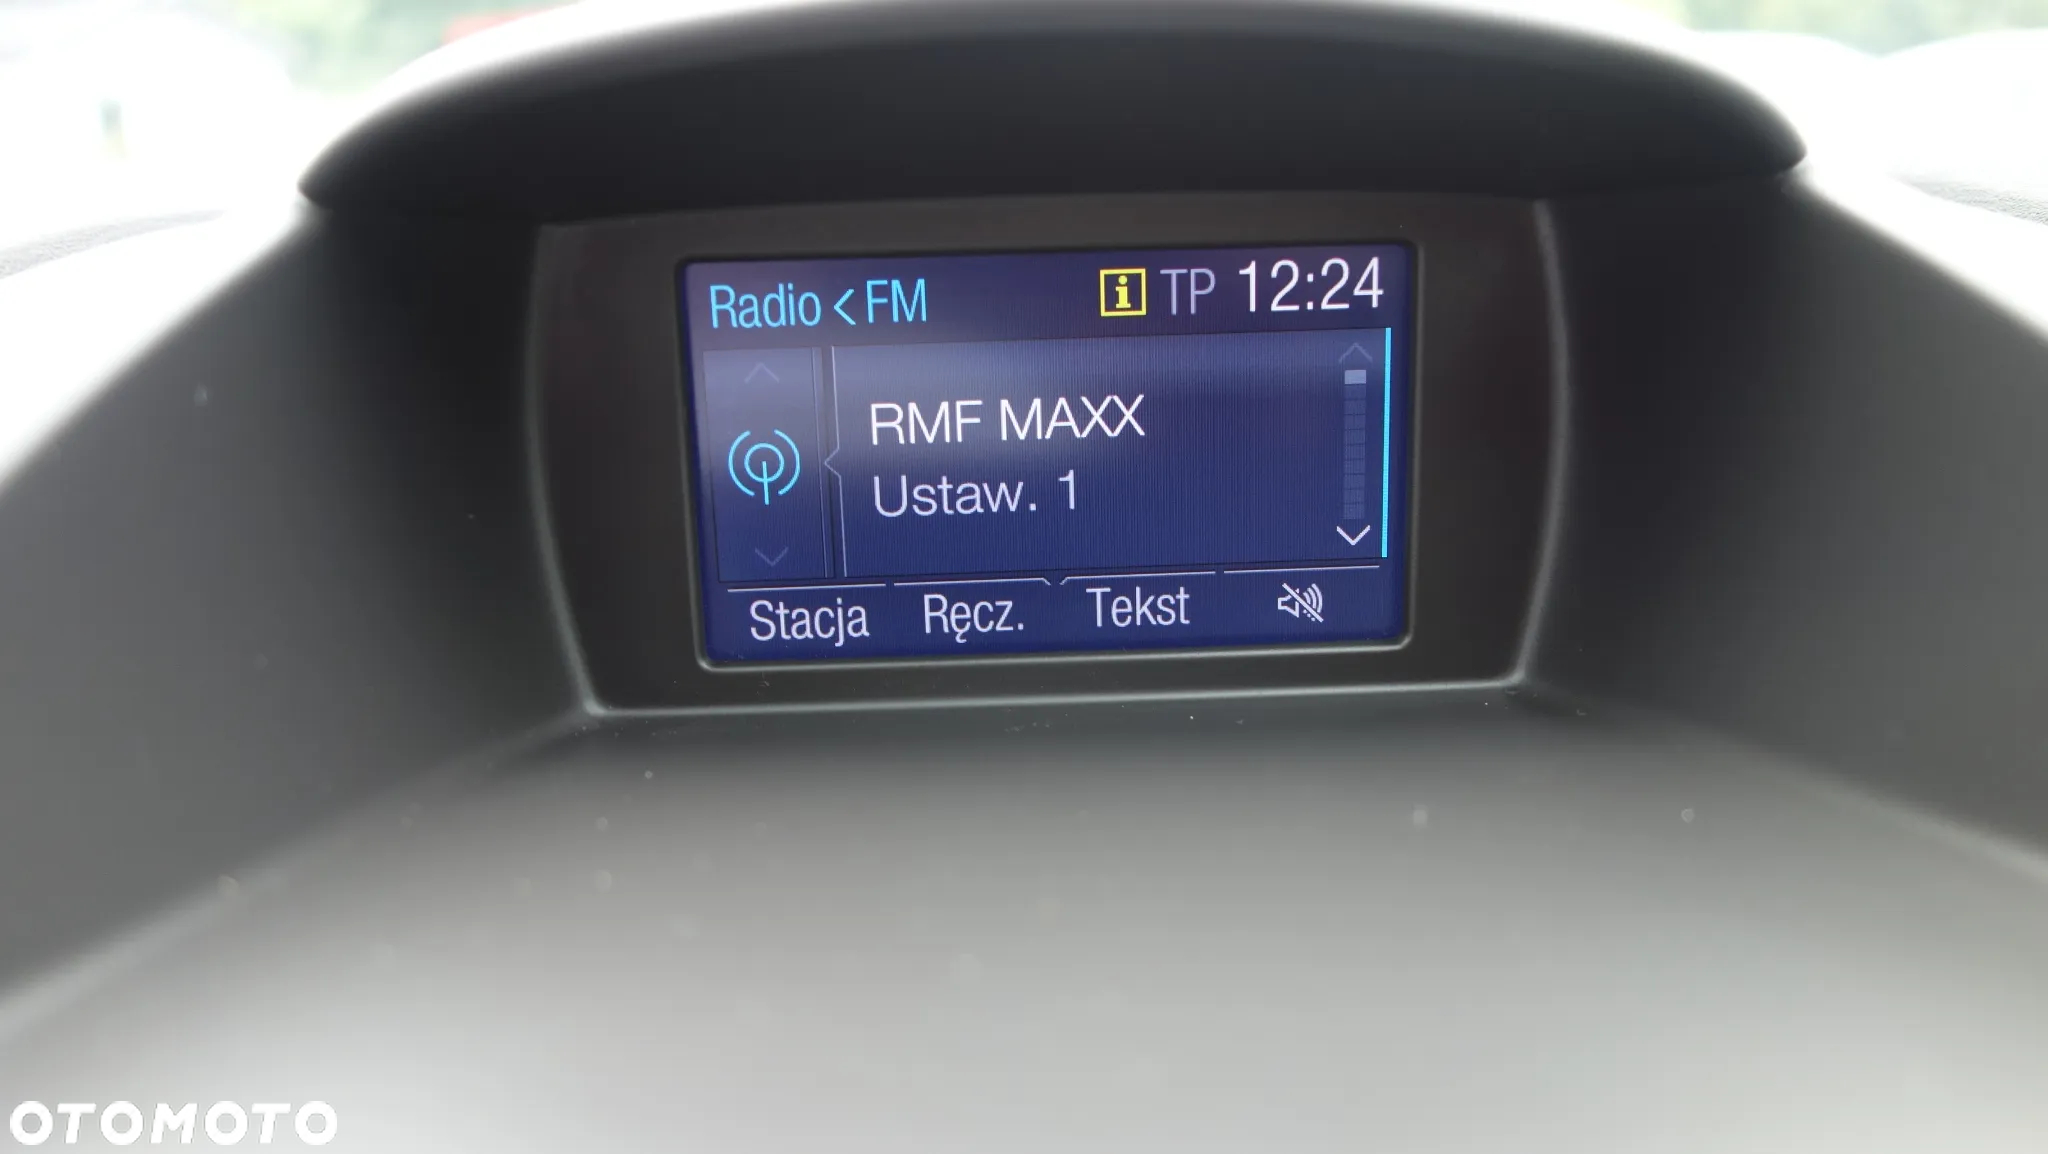 Radio < FM
i TP 12:24
RMF MAXX
Ustaw. 1
Stacja Ręcz. Tekst
OTOMOTO